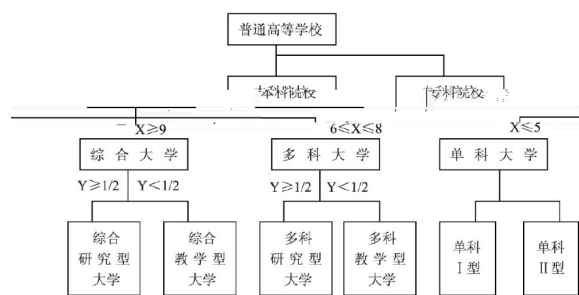 普通高等学校
本科院校
专科院校
X≥9
6≤X≤8
X≤5
综合大学
多科大学
单科大学
Y≥1/2
Y<1/2
Y≥1/2
Y<1/2
综合
研究型
大学
综合
教学型
大学
多科
研究型
大学
多科
教学型
大学
单科
Ⅰ型
单科
Ⅱ型